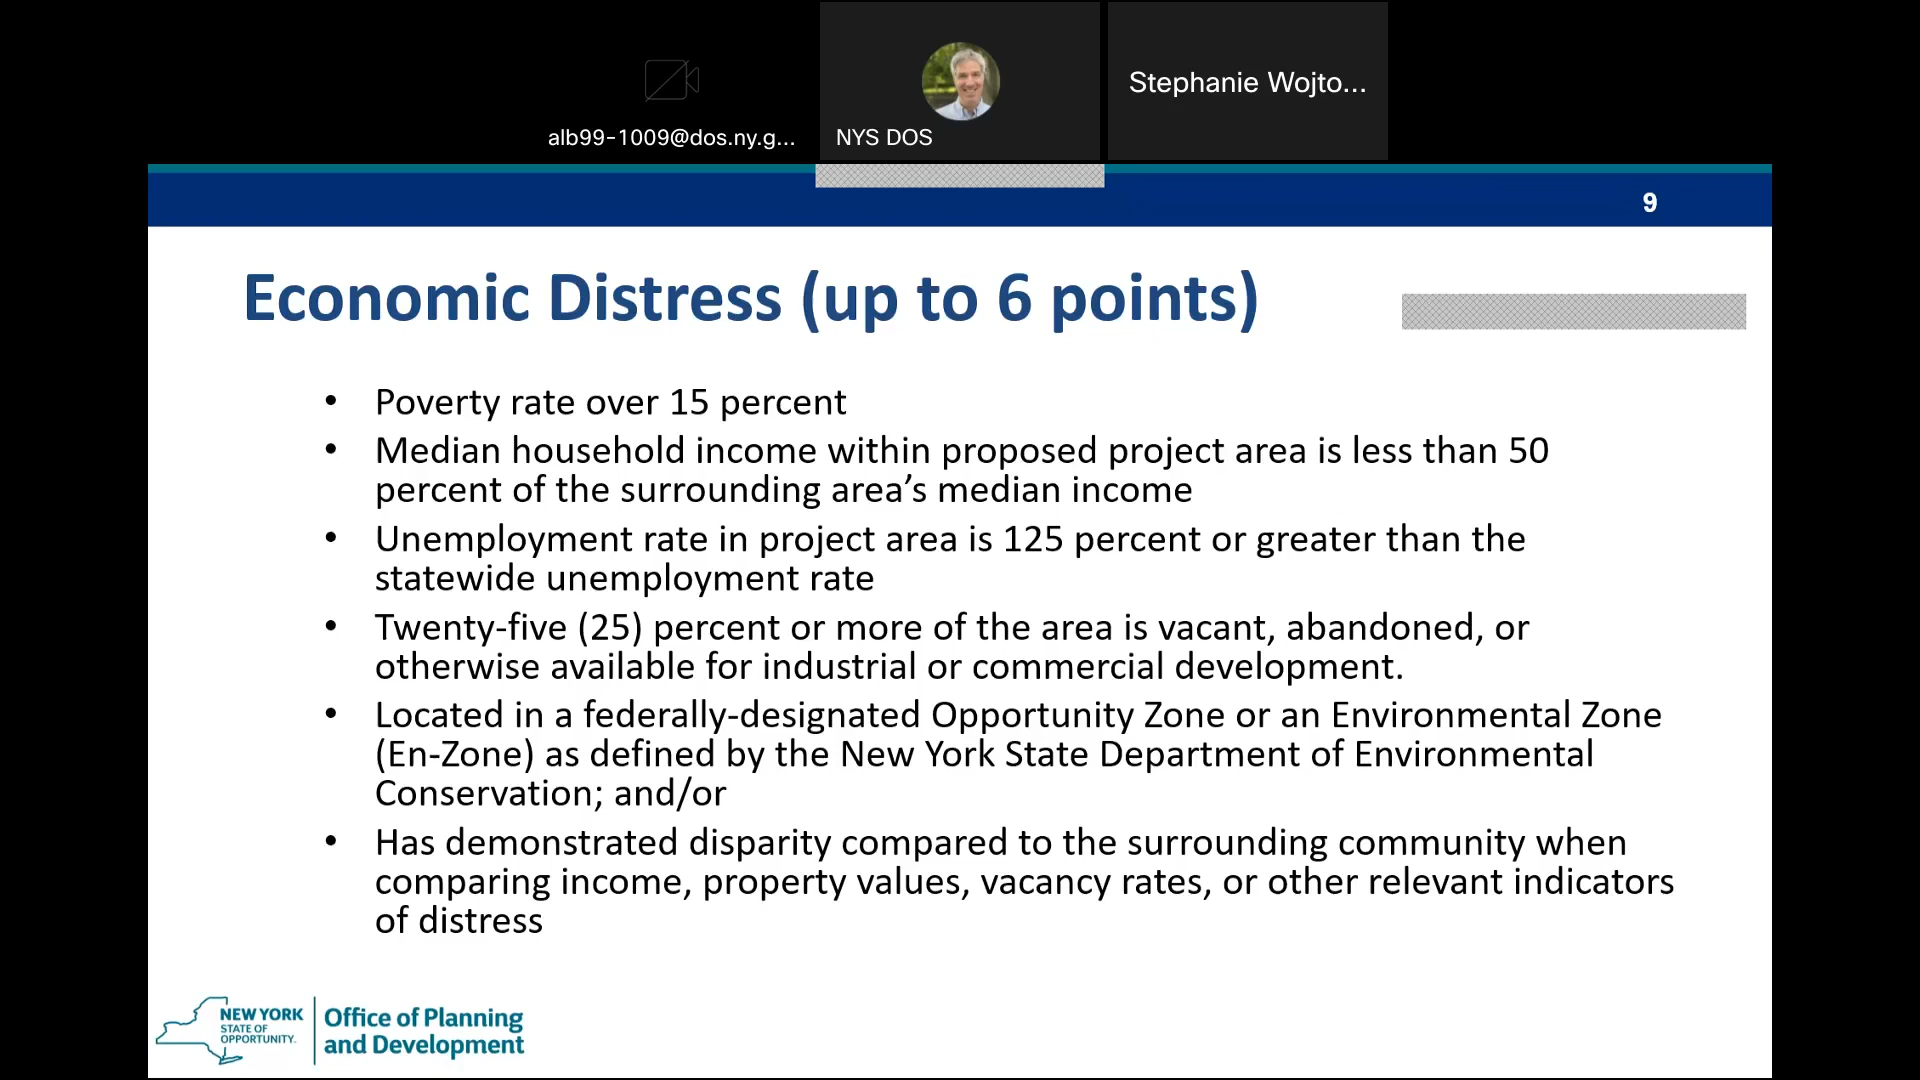 alb99-1009@dos.ny.g...
NYS DOS
Stephanie Wojto...
9
Economic Distress (up to 6 points)
• Poverty rate over 15 percent
• Median household income within proposed project area is less than 50
percent of the surrounding area’s median income
• Unemployment rate in project area is 125 percent or greater than the
statewide unemployment rate
• Twenty-five (25) percent or more of the area is vacant, abandoned, or
otherwise available for industrial or commercial development.
• Located in a federally-designated Opportunity Zone or an Environmental Zone
(En-Zone) as defined by the New York State Department of Environmental
Conservation; and/or
• Has demonstrated disparity compared to the surrounding community when
comparing income, property values, vacancy rates, or other relevant indicators
of distress
NEW YORK
STATE OF
OPPORTUNITY.
Office of Planning
and Development